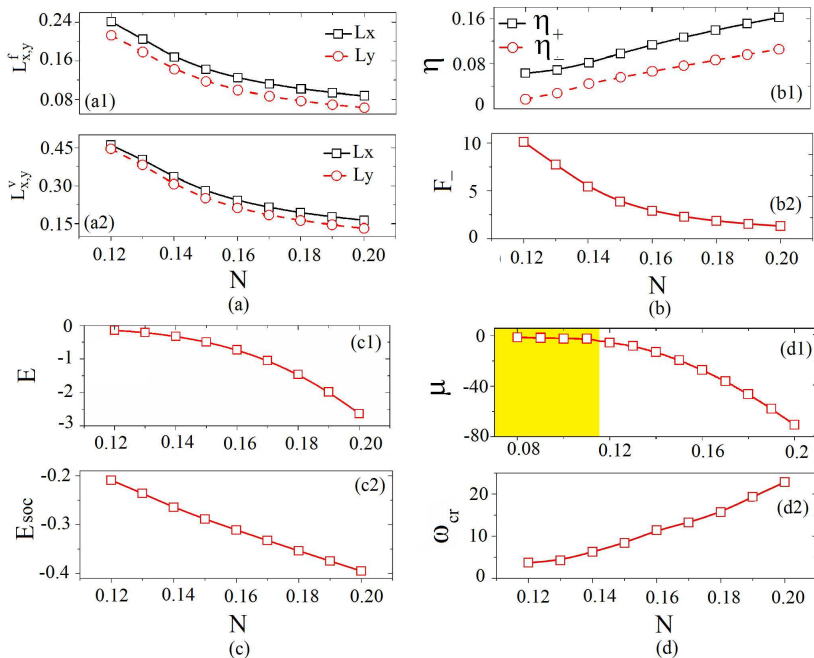 0.24
0.16
0.08
L^f_{x,y}
Lx
Ly
(a1)
0.45
0.30
0.15
L^v_{x,y}
Lx
Ly
(a2)
0.12 0.14 0.16 0.18 0.20
N
(a)
0.16
0.08
0
η
η+
η−
(b1)
10
5
0
F−
(b2)
0.12 0.14 0.16 0.18 0.20
N
(b)
0
-1
-2
-3
E
(c1)
0.12 0.14 0.16 0.18 0.20
-0.2
-0.3
-0.4
Esoc
(c2)
0.12 0.14 0.16 0.18 0.20
N
(c)
0
-40
-80
μ
(d1)
0.08 0.12 0.16 0.2
20
10
0
ωcr
(d2)
0.12 0.14 0.16 0.18 0.20
N
(d)